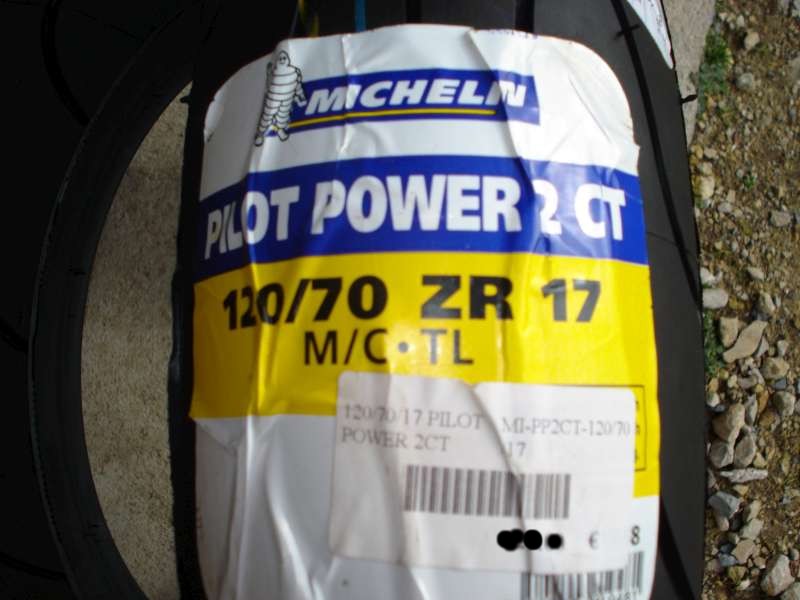 MICHELIN
PILOT POWER 2 CT
120/70 ZR 17
M/C • TL
120/70/17 PILOT MI-PP2CT-120/70
POWER 2CT 17
€ 8